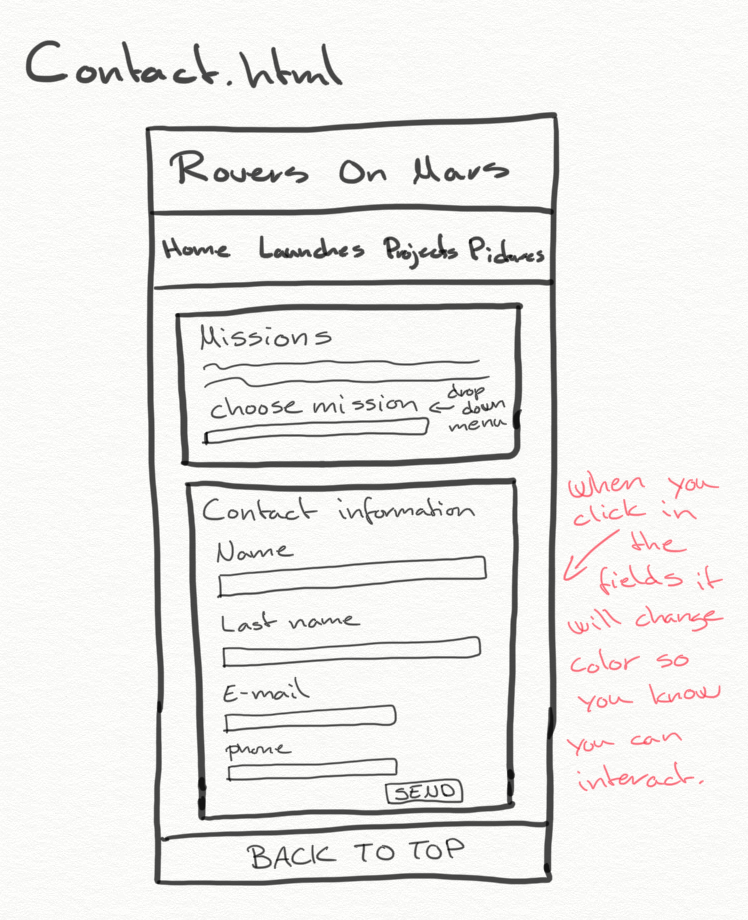 Contact.html
Rovers On Mars
Home Launches Projects Pictures
Missions
choose mission
drop
down
menu
Contact information
Name
Last name
E-mail
phone
SEND
BACK TO TOP
when you
click in
the
fields it
will change
color so
you know
you can
interact.